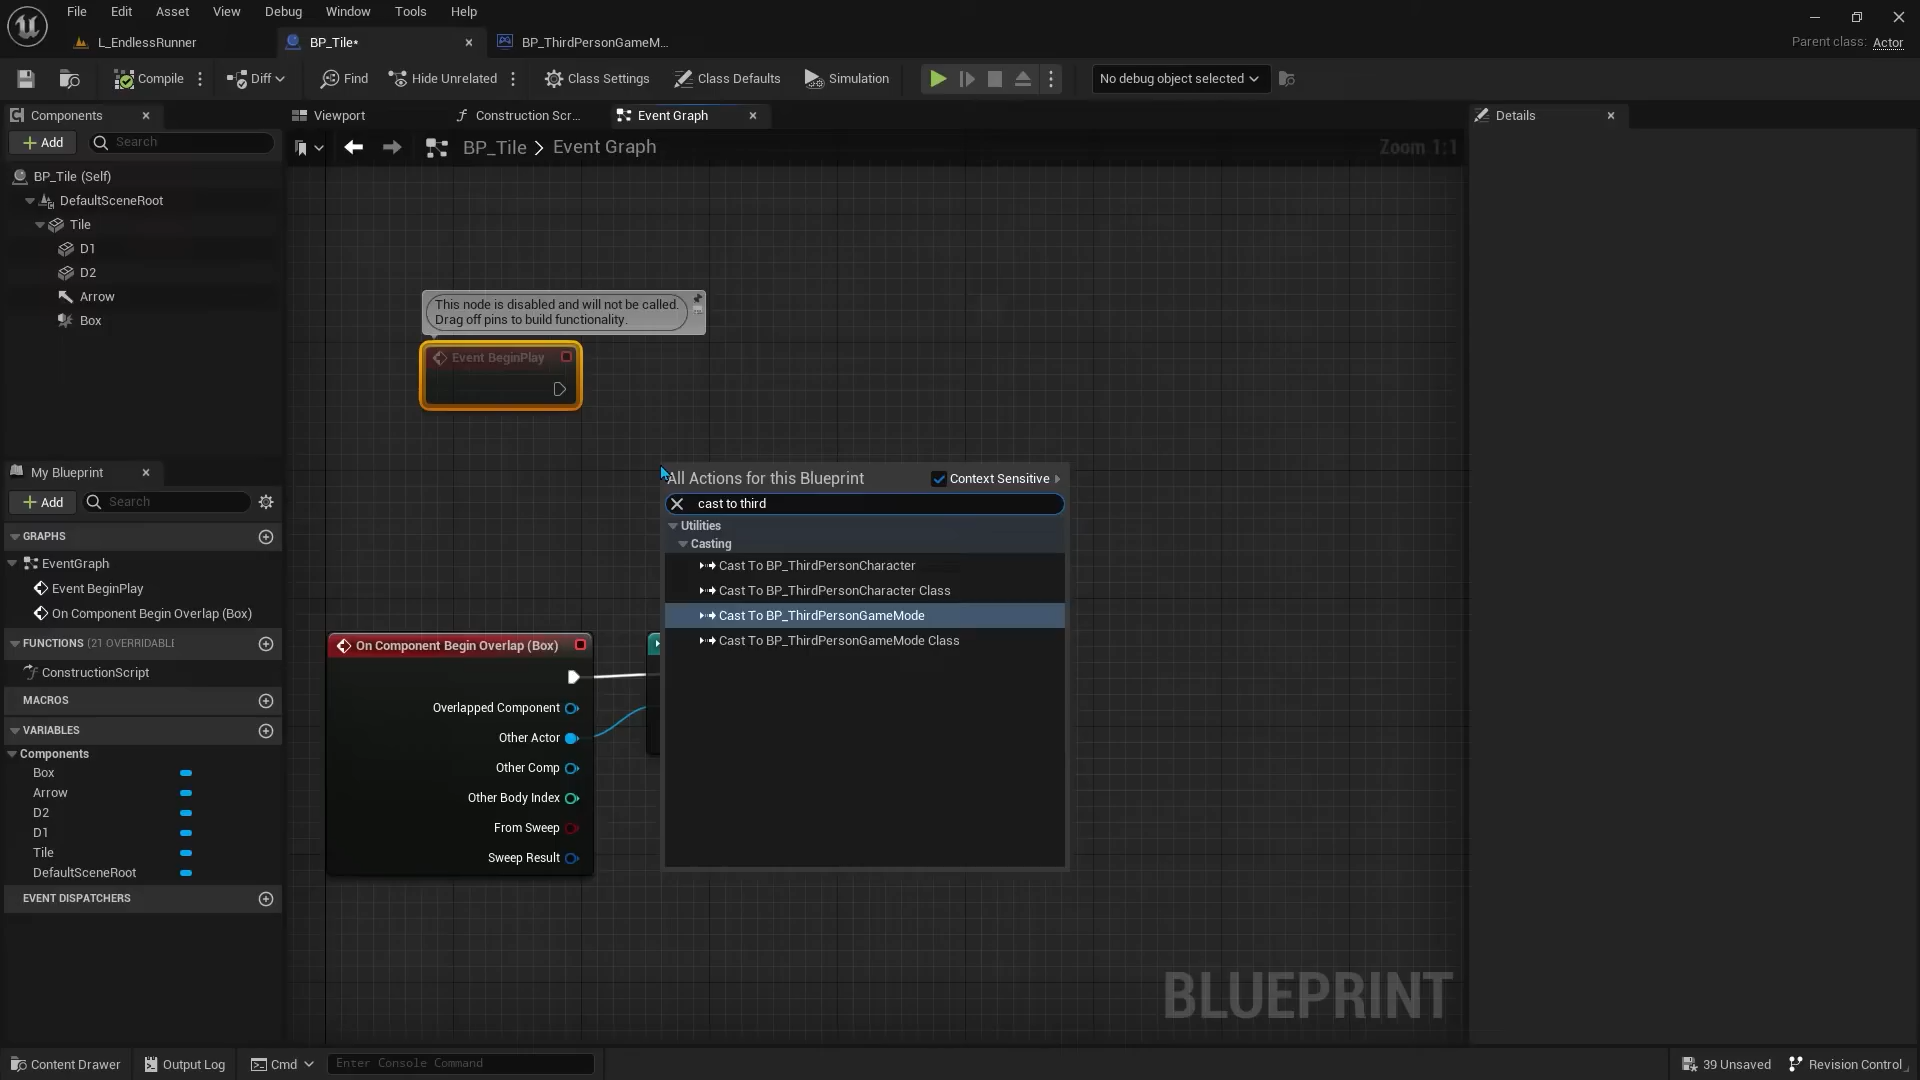 File Edit Asset View Debug Window Tools Help
L_EndlessRunner
BP_Tile*
BP_ThirdPersonGameM...
Parent class: Actor
Compile
Diff
Find
Hide Unrelated
Class Settings
Class Defaults
Simulation
No debug object selected
Components
Viewport
Construction Scr...
Event Graph
Details
Add
Search
BP_Tile > Event Graph
Zoom 1:1
BP_Tile (Self)
DefaultSceneRoot
Tile
D1
D2
Arrow
Box
This node is disabled and will not be called.
Drag off pins to build functionality.
Event BeginPlay
My Blueprint
Add
Search
GRAPHS
EventGraph
Event BeginPlay
On Component Begin Overlap (Box)
FUNCTIONS (21 OVERRIDABLE
ConstructionScript
MACROS
VARIABLES
Components
Box
Arrow
D2
D1
Tile
DefaultSceneRoot
EVENT DISPATCHERS
All Actions for this Blueprint
Context Sensitive
cast to third
Utilities
Casting
Cast To BP_ThirdPersonCharacter
Cast To BP_ThirdPersonCharacter Class
Cast To BP_ThirdPersonGameMode
Cast To BP_ThirdPersonGameMode Class
On Component Begin Overlap (Box)
Overlapped Component
Other Actor
Other Comp
Other Body Index
From Sweep
Sweep Result
BLUEPRINT
Content Drawer
Output Log
Cmd
Enter Console Command
39 Unsaved
Revision Control